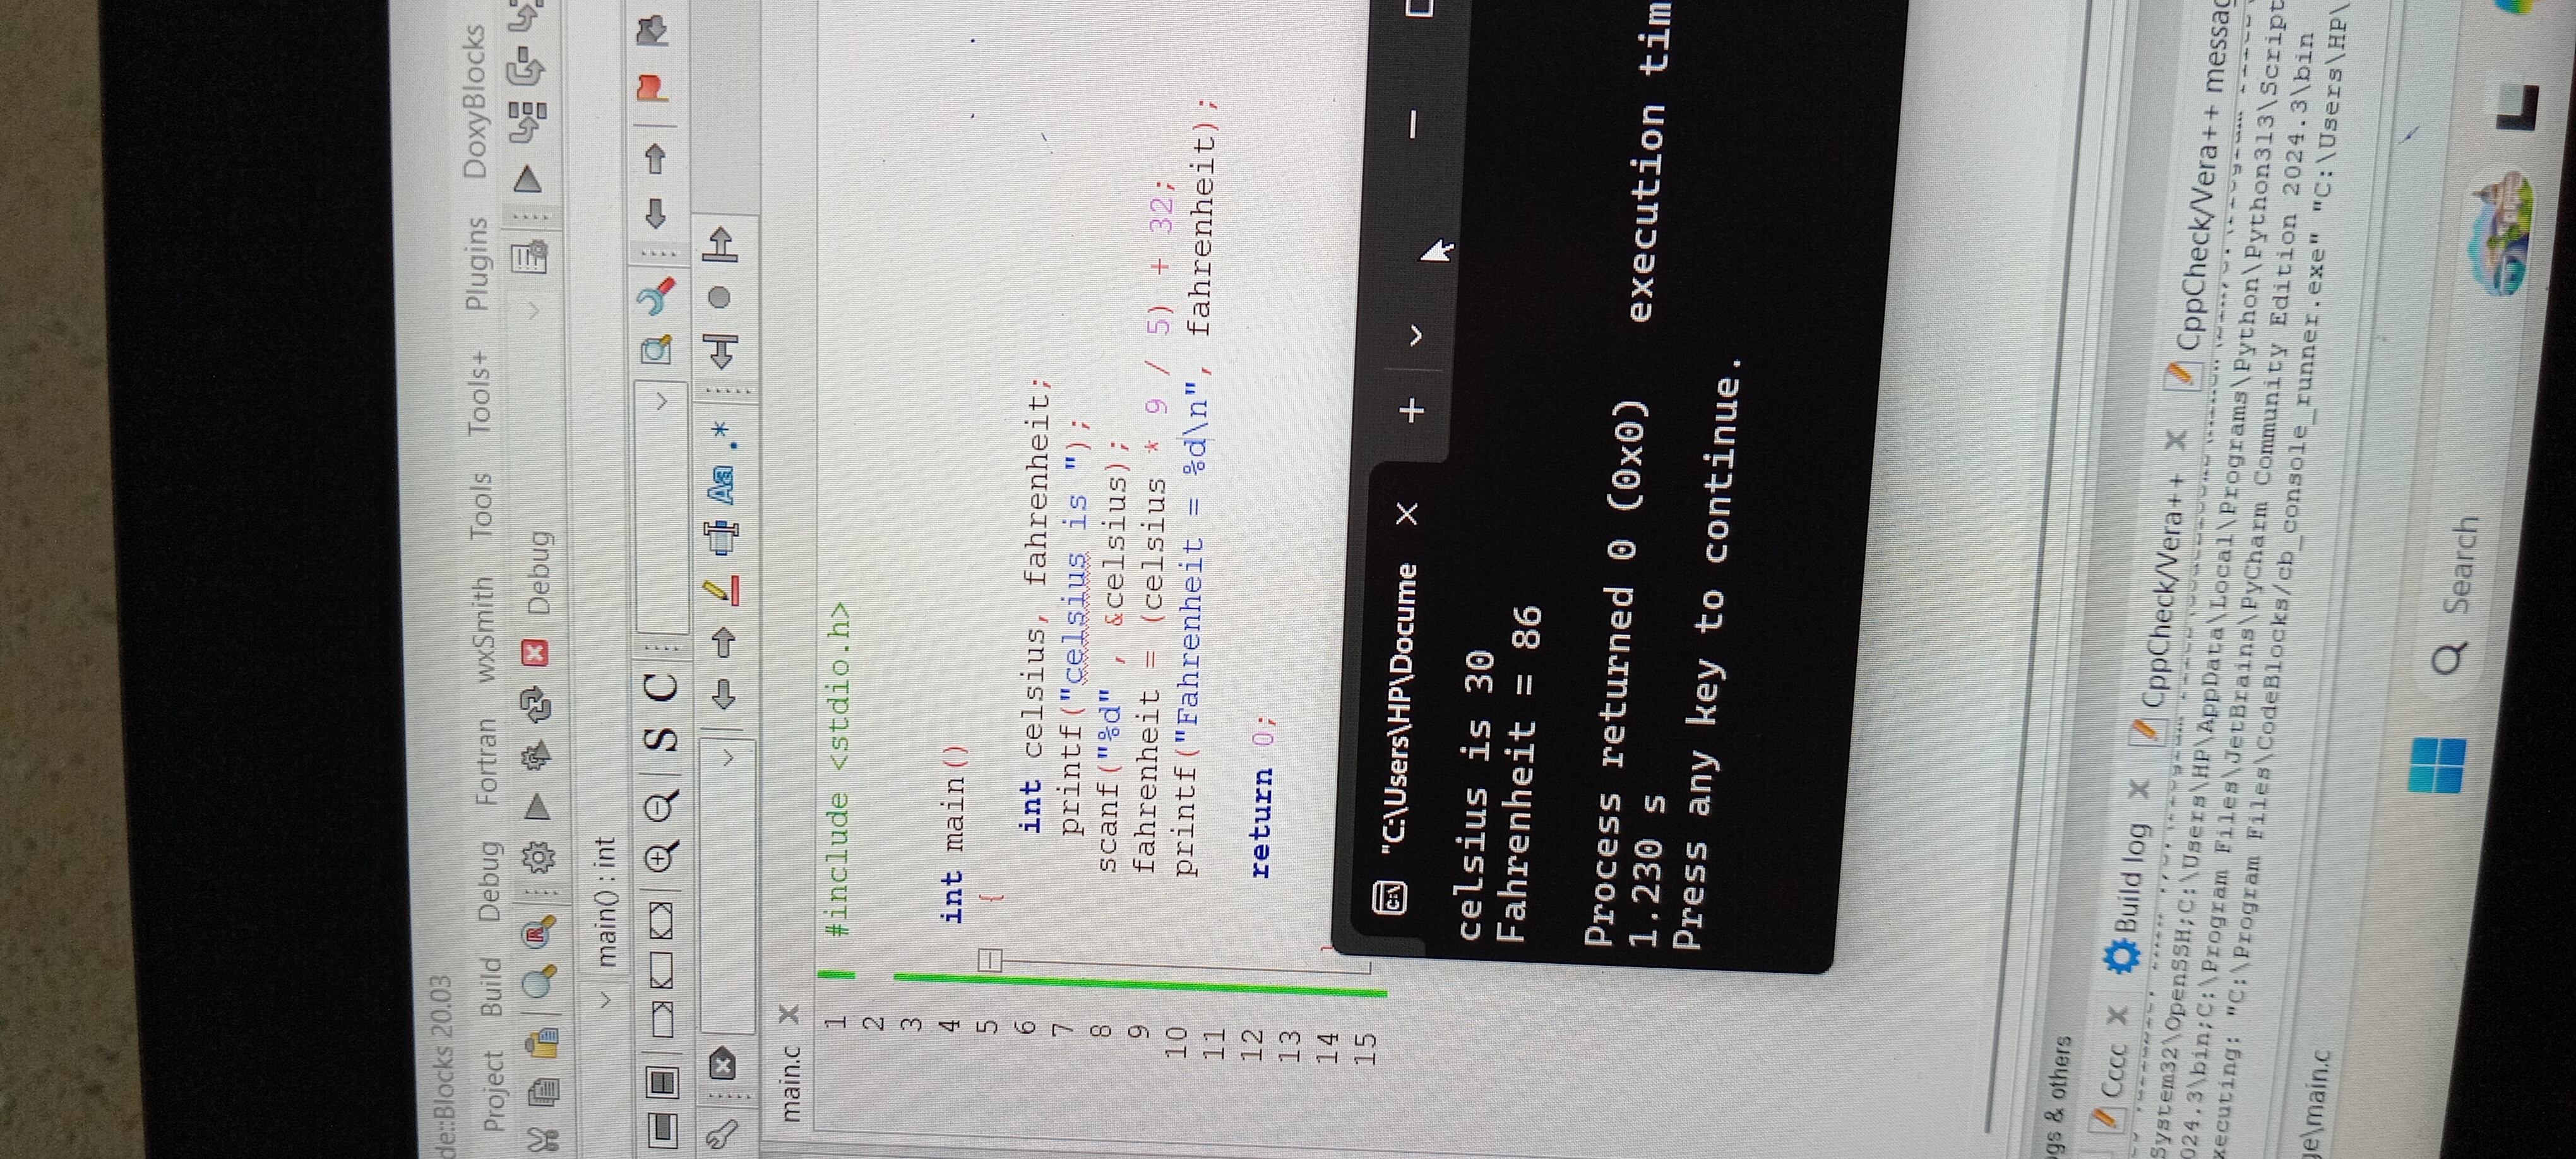 de::Blocks 20.03
Project Build Debug Fortran wxSmith Tools Tools+ Plugins DoxyBlocks
Debug
main() : int
S C
Aa .*
main.c X
1 #include <stdio.h>
2
3
4 int main()
5 {
6 int celsius, fahrenheit;
7 printf("celsius is ");
8 scanf("%d" , &celsius);
9 fahrenheit = (celsius * 9 / 5) + 32;
10 printf("Fahrenheit = %d\n", fahrenheit);
11
12 return 0;
13
14
15
"C:\Users\HP\Docume
celsius is 30
Fahrenheit = 86
Process returned 0 (0x0) execution tim
1.230 s
Press any key to continue.
gs & others
Cccc X Build log X CppCheck/Vera++ X CppCheck/Vera++ messag
System32\OpenSSH;C:\Users\HP\AppData\Local\Programs\Python\Python313\Script
024.3\bin;C:\Program Files\JetBrains\PyCharm Community Edition 2024.3\bin
xecuting: "C:\Program Files\CodeBlocks/cb_console_runner.exe" "C:\Users\HP\
ge\main.c
Search